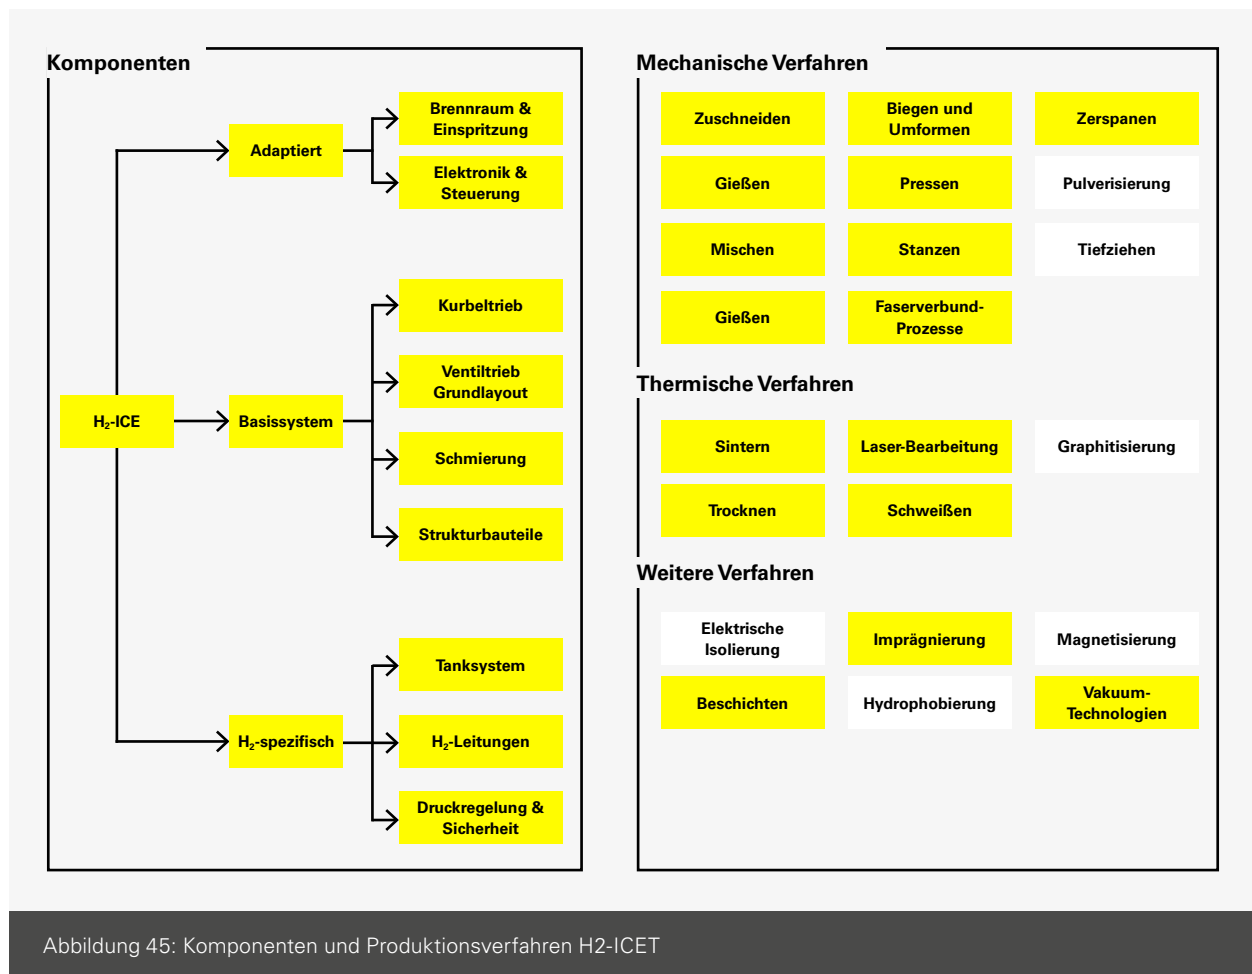 Komponenten
H₂-ICE
Adaptiert
Brennraum &
Einspritzung
Elektronik &
Steuerung
Basissystem
Kurbeltrieb
Ventiltrieb
Grundlayout
Schmierung
Strukturbauteile
H₂-spezifisch
Tanksystem
H₂-Leitungen
Druckregelung &
Sicherheit
Mechanische Verfahren
Zuschneiden
Biegen und
Umformen
Zerspanen
Gießen
Pressen
Pulverisierung
Mischen
Stanzen
Tiefziehen
Gießen
Faserverbund-
Prozesse
Thermische Verfahren
Sintern
Laser-Bearbeitung
Graphitisierung
Trocknen
Schweißen
Weitere Verfahren
Elektrische
Isolierung
Imprägnierung
Magnetisierung
Beschichten
Hydrophobierung
Vakuum-
Technologien
Abbildung 45: Komponenten und Produktionsverfahren H2-ICET